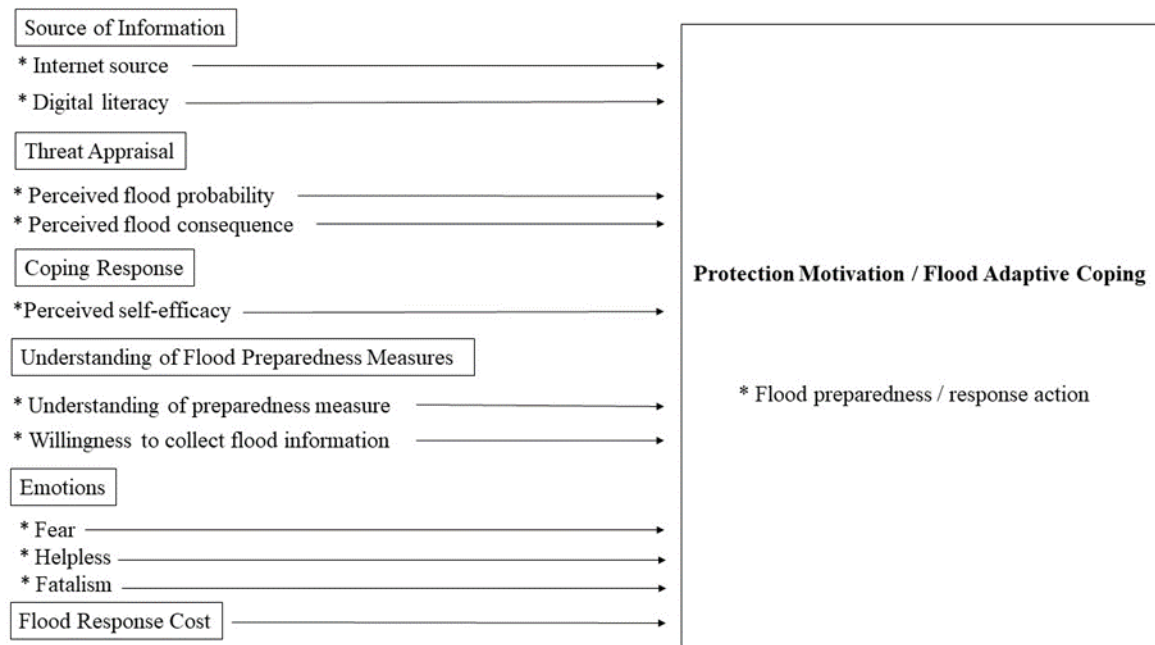 Source of Information
* Internet source
* Digital literacy
Threat Appraisal
* Perceived flood probability
* Perceived flood consequence
Coping Response
*Perceived self-efficacy
Understanding of Flood Preparedness Measures
* Understanding of preparedness measure
* Willingness to collect flood information
Emotions
* Fear
* Helpless
* Fatalism
Flood Response Cost
Protection Motivation / Flood Adaptive Coping
* Flood preparedness / response action